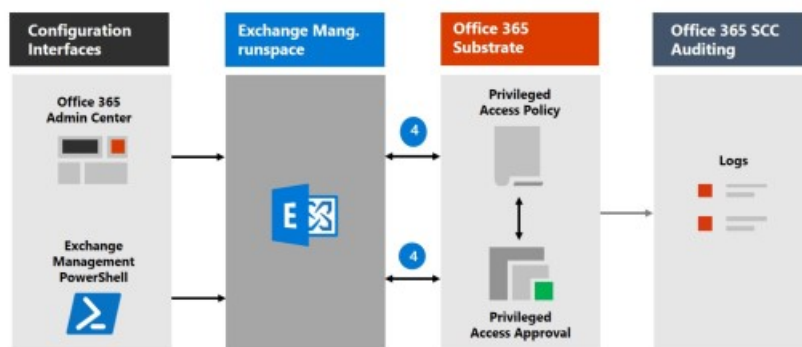 Configuration
Interfaces
Office 365
Admin Center
Exchange
Management
PowerShell
Exchange Mang.
runspace
E
4
4
Office 365
Substrate
Privileged
Access Policy
Privileged
Access Approval
Office 365 SCC
Auditing
Logs